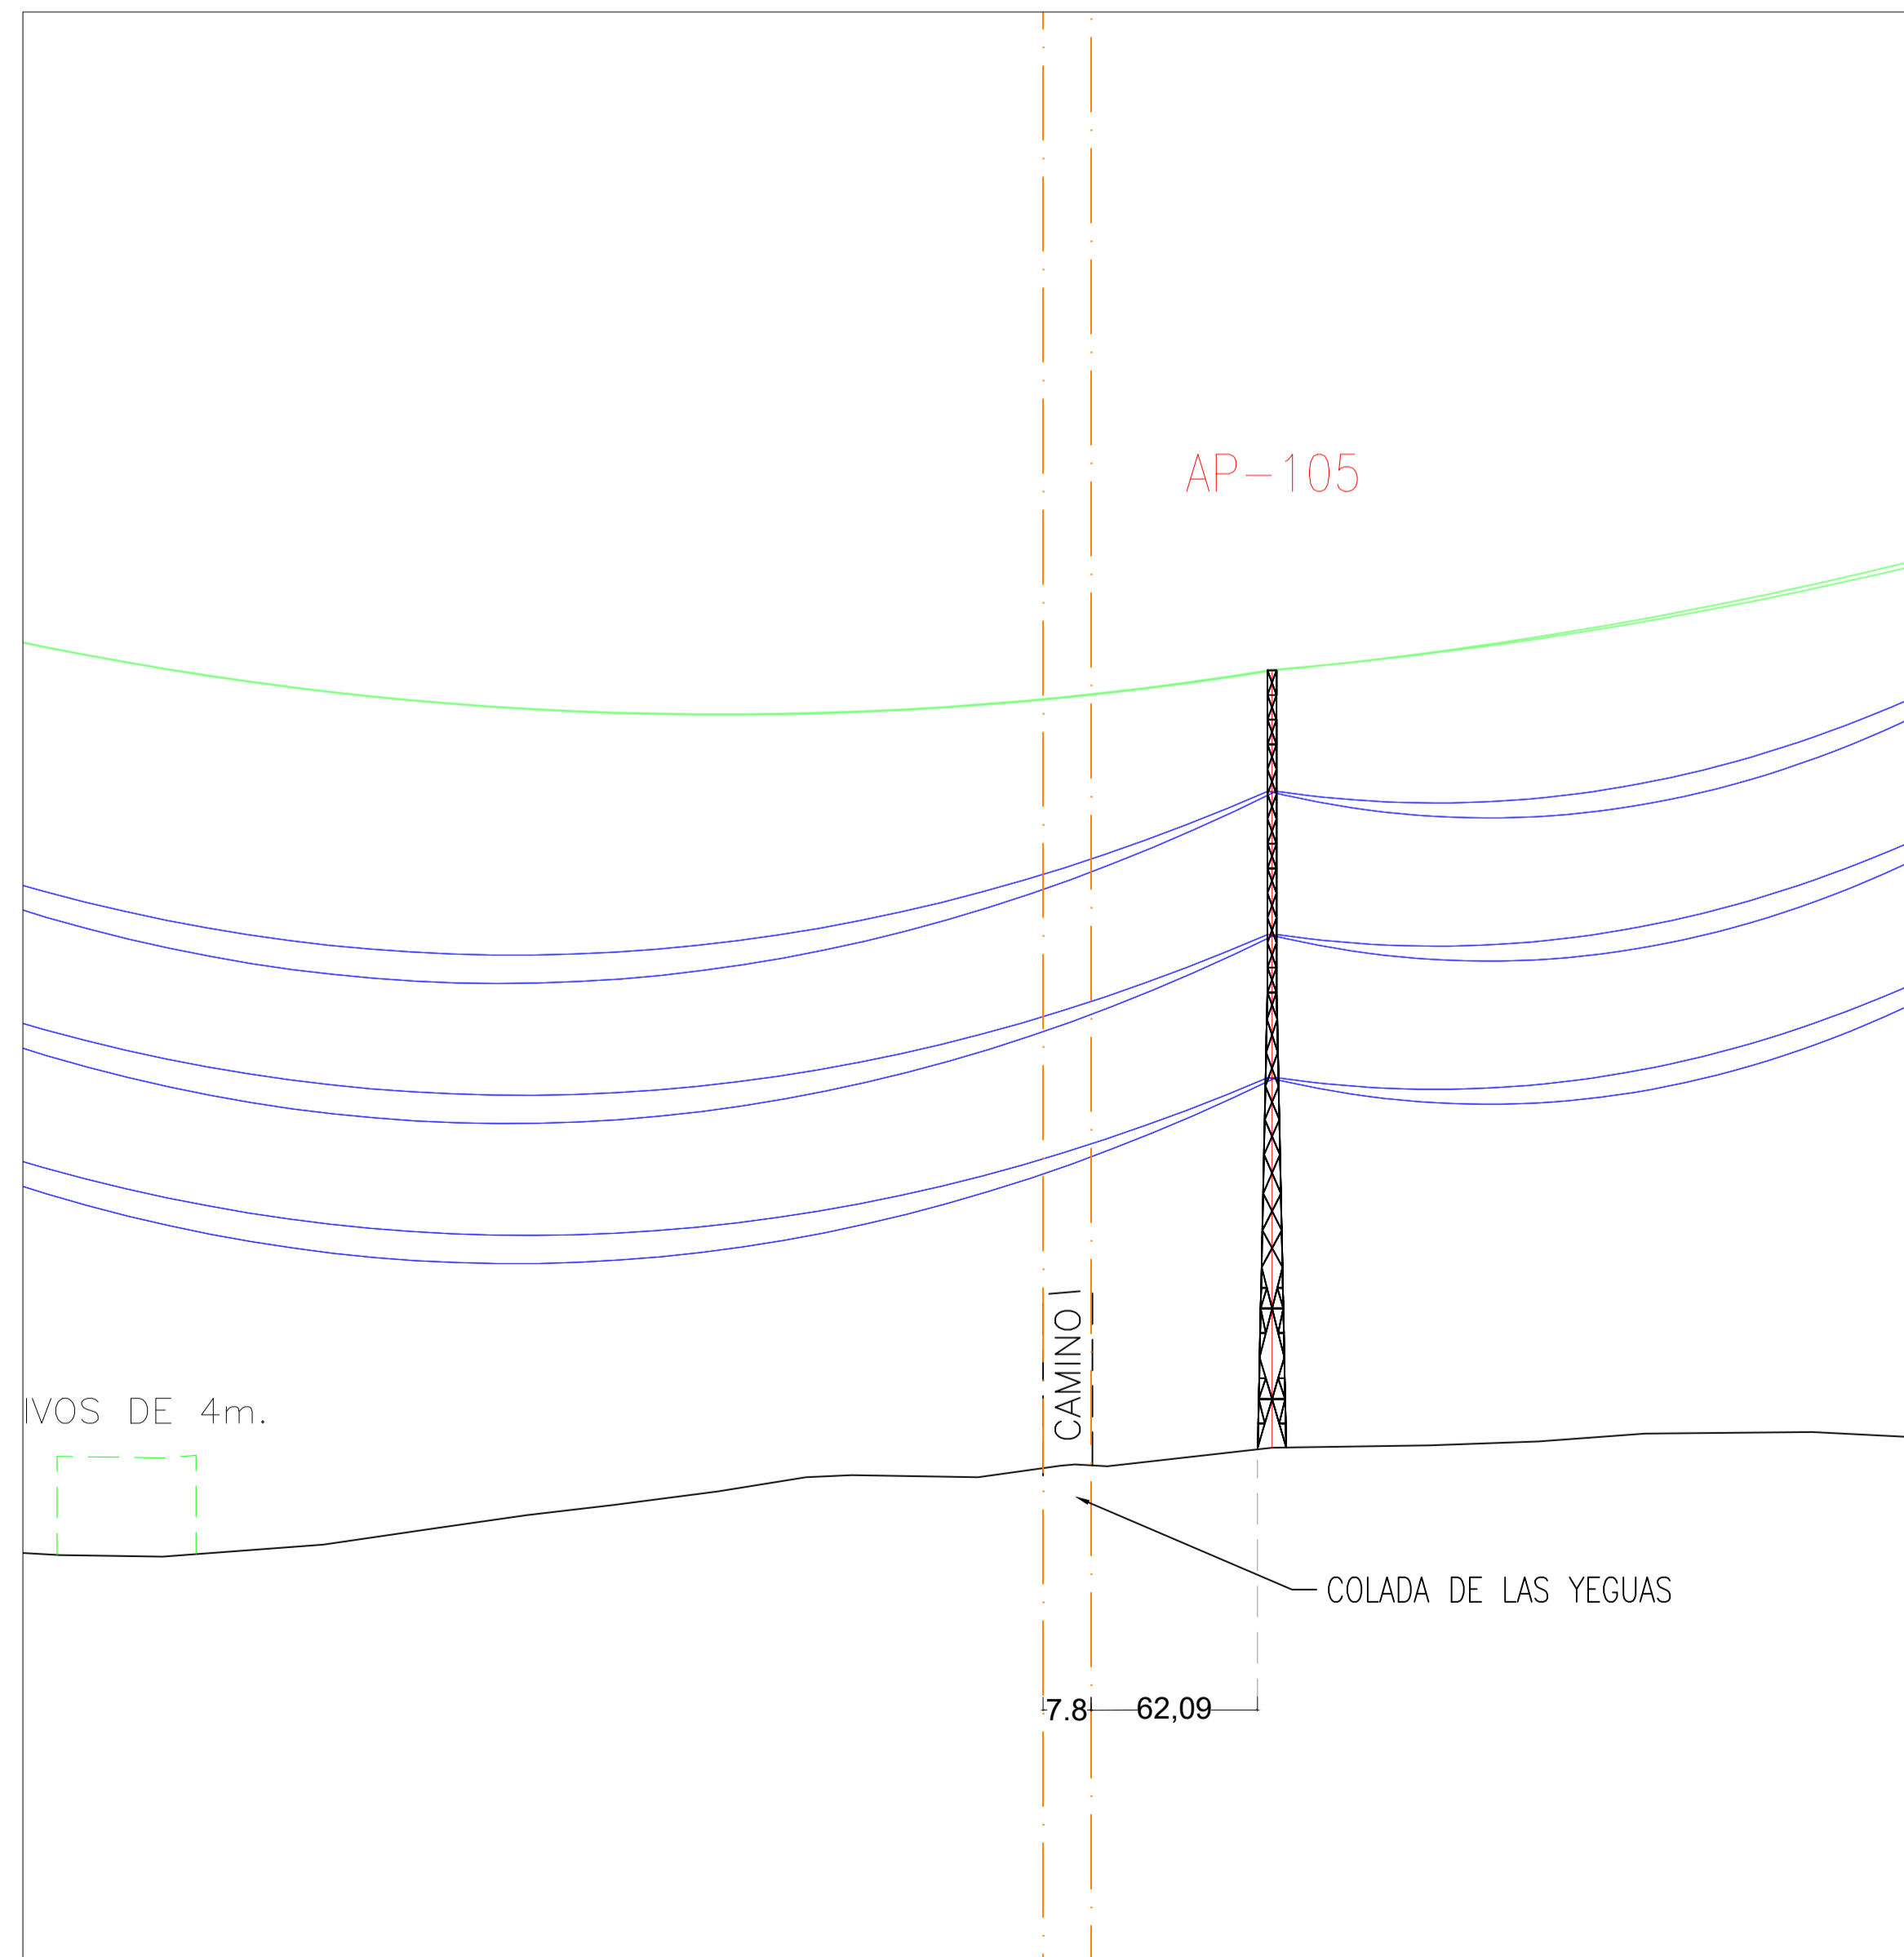 AP-105
CAMINO
IVOS DE 4m.
COLADA DE LAS YEGUAS
7.8
62,09